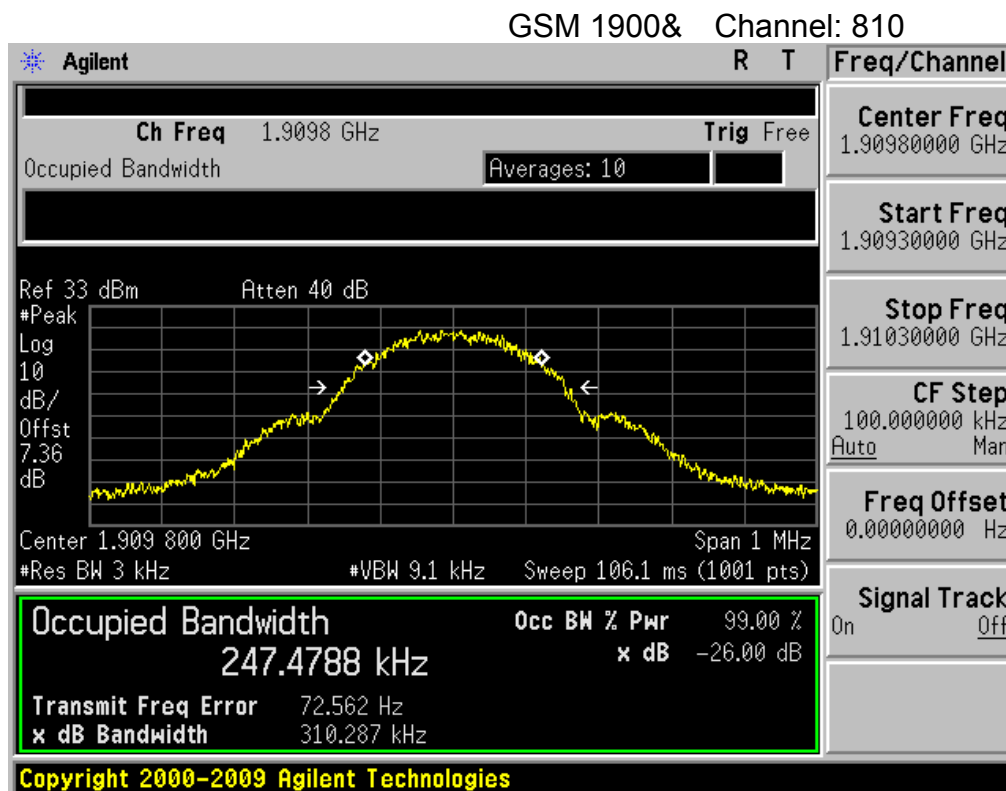 GSM 1900& Channel: 810
Agilent R T Freq/Channel
Ch Freq 1.9098 GHz Trig Free
Occupied Bandwidth Averages: 10
Center Freq
1.90980000 GHz
Start Freq
1.90930000 GHz
Stop Freq
1.91030000 GHz
CF Step
100.000000 kHz
Auto Man
Freq Offset
0.00000000 Hz
Signal Track
On Off
Ref 33 dBm Atten 40 dB
#Peak
Log
10
dB/
Offst
7.36
dB
Center 1.909 800 GHz Span 1 MHz
#Res BW 3 kHz #VBW 9.1 kHz Sweep 106.1 ms (1001 pts)
Occupied Bandwidth Occ BW % Pwr 99.00 %
247.4788 kHz x dB -26.00 dB
Transmit Freq Error 72.562 Hz
x dB Bandwidth 310.287 kHz
Copyright 2000-2009 Agilent Technologies